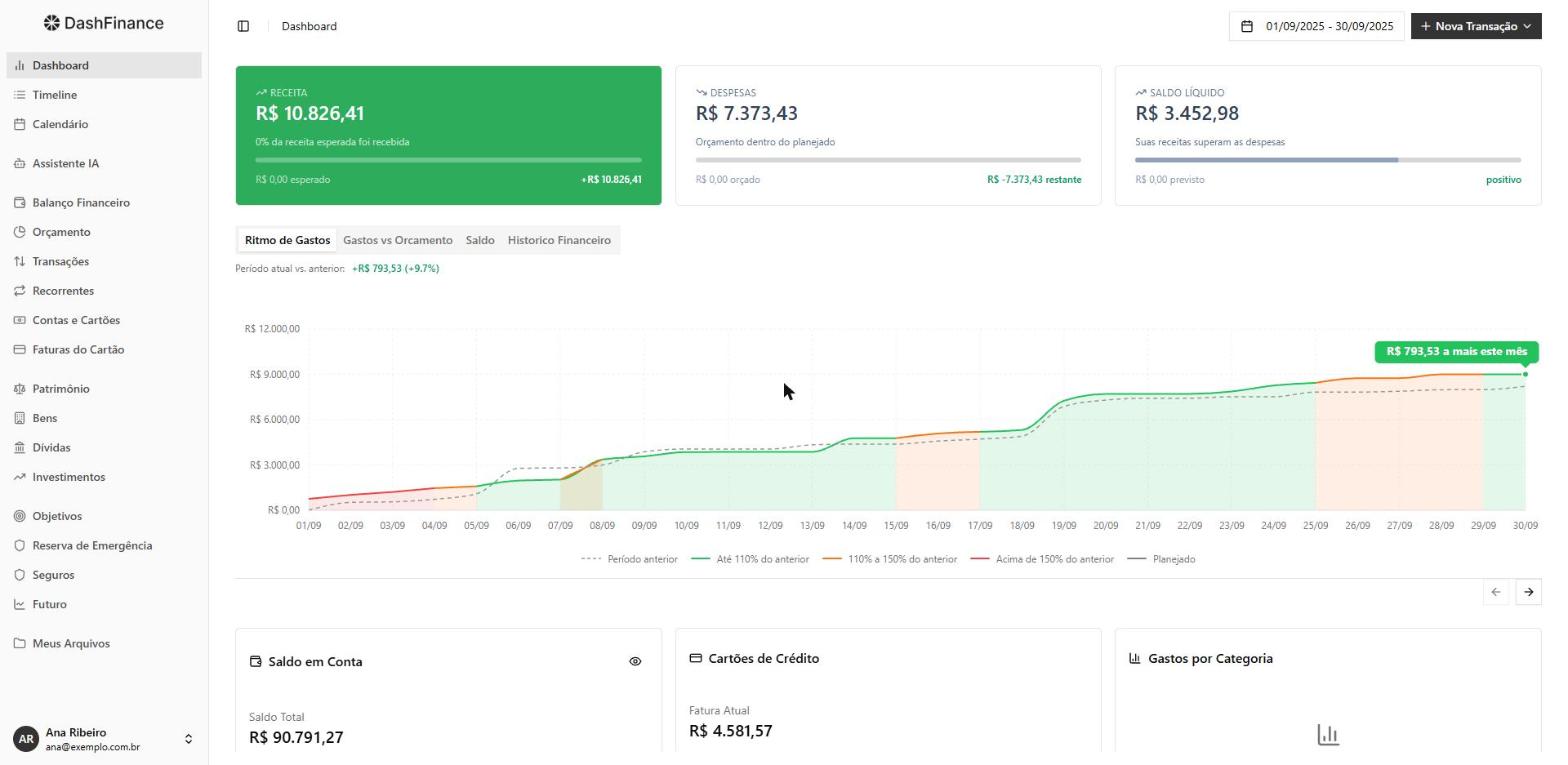 DashFinance
Dashboard
Timeline
Calendário
Assistente IA
Balanço Financeiro
Orçamento
Transações
Recorrentes
Contas e Cartões
Faturas do Cartão
Patrimônio
Bens
Dívidas
Investimentos
Objetivos
Reserva de Emergência
Seguros
Futuro
Meus Arquivos
AR
Ana Ribeiro
ana@exemplo.com.br
Dashboard
01/09/2025 - 30/09/2025
Nova Transação
RECEITA
R$ 10.826,41
0% da receita esperada foi recebida
R$ 0,00 esperado
+R$ 10.826,41
DESPESAS
R$ 7.373,43
Orçamento dentro do planejado
R$ 0,00 orçado
R$ -7.373,43 restante
SALDO LÍQUIDO
R$ 3.452,98
Suas receitas superam as despesas
R$ 0,00 previsto
positivo
Ritmo de Gastos Gastos vs Orcamento Saldo Historico Financeiro
Período atual vs. anterior: +R$ 793,53 (+9.7%)
R$ 12.000,00
R$ 793,53 a mais este mês
R$ 9.000,00
R$ 6.000,00
R$ 3.000,00
R$ 0,00
01/09 02/09 03/09 04/09 05/09 06/09 07/09 08/09 09/09 10/09 11/09 12/09 13/09 14/09 15/09 16/09 17/09 18/09 19/09 20/09 21/09 22/09 23/09 24/09 25/09 26/09 27/09 28/09 29/09 30/09
Período anterior Até 110% do anterior 110% a 150% do anterior Acima de 150% do anterior Planejado
Saldo em Conta
Saldo Total
R$ 90.791,27
Cartões de Crédito
Fatura Atual
R$ 4.581,57
Gastos por Categoria